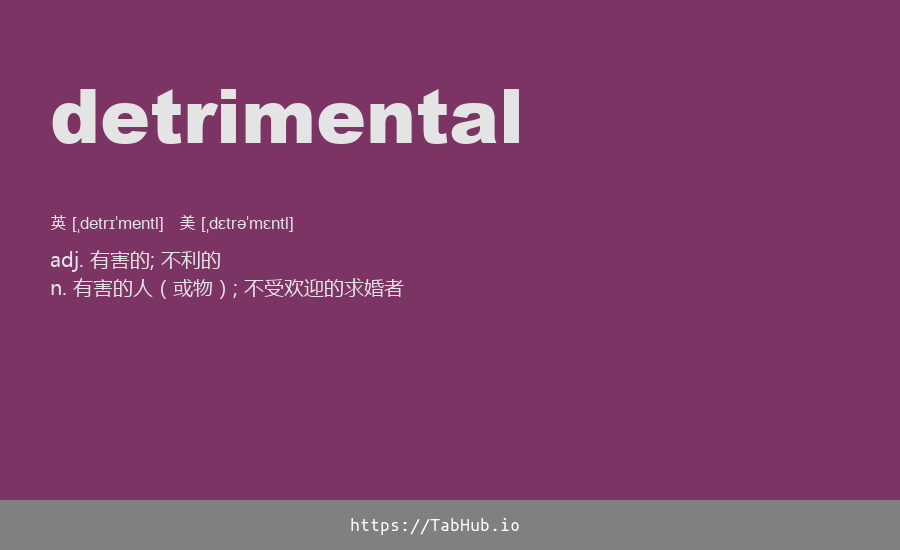 detrimental
英 [ˌdetrɪˈmentl] 美 [ˌdɛtrəˈmɛntl]
adj. 有害的; 不利的
n. 有害的人（或物）; 不受欢迎的求婚者
https://TabHub.io